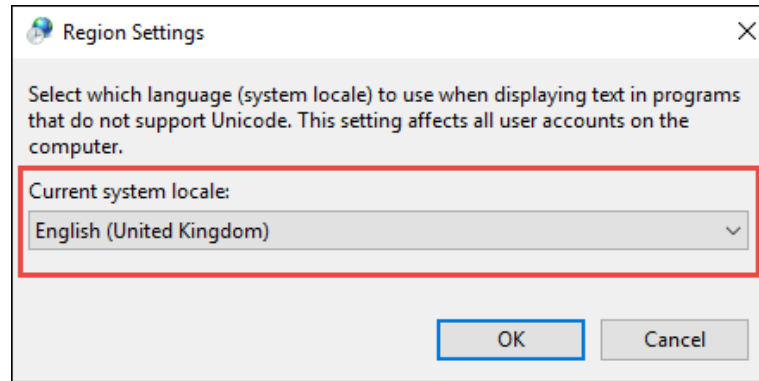 Region Settings
Select which language (system locale) to use when displaying text in programs
that do not support Unicode. This setting affects all user accounts on the
computer.
Current system locale:
English (United Kingdom)
OK
Cancel